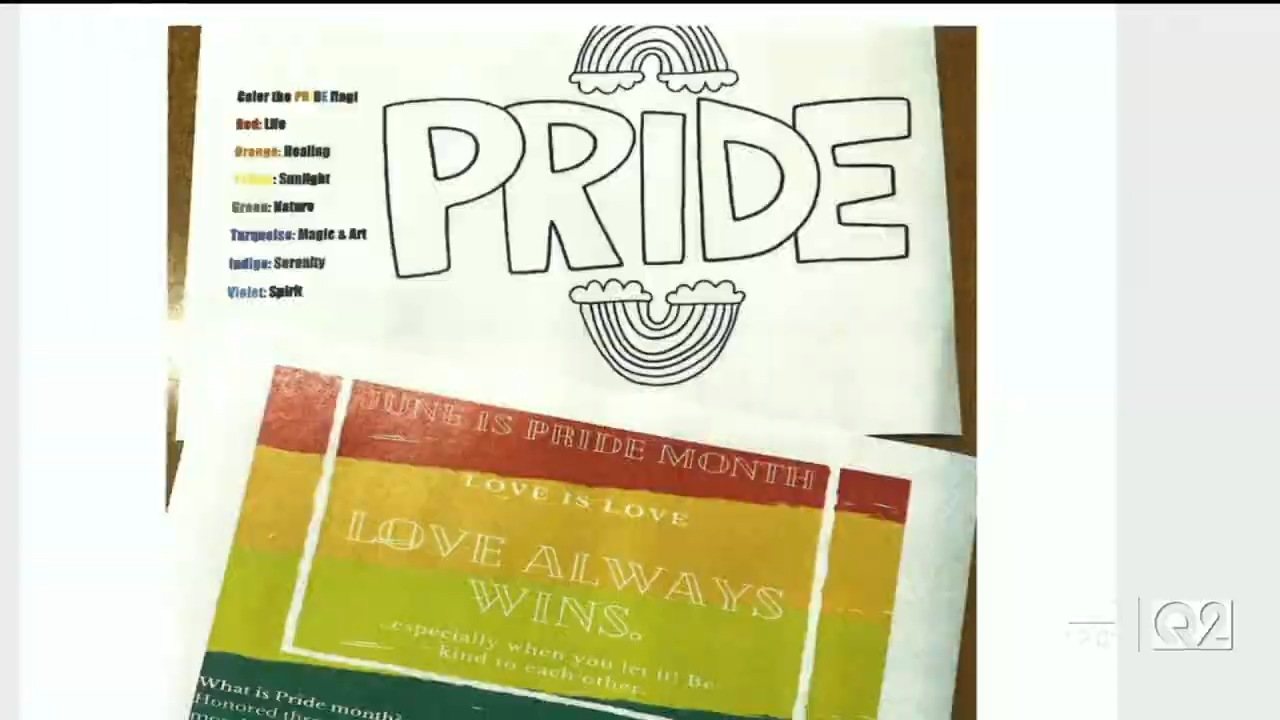 Color the PRIDE flag!
Red: Life
Orange: Healing
Yellow: Sunlight
Green: Nature
Turquoise: Magic & Art
Indigo: Serenity
Violet: Spirit
PRIDE
JUNE IS PRIDE MONTH
LOVE IS LOVE
LOVE ALWAYS
WINS.
...especially when you let it! Be
kind to each other.
What is Pride month?
Honored
Q2